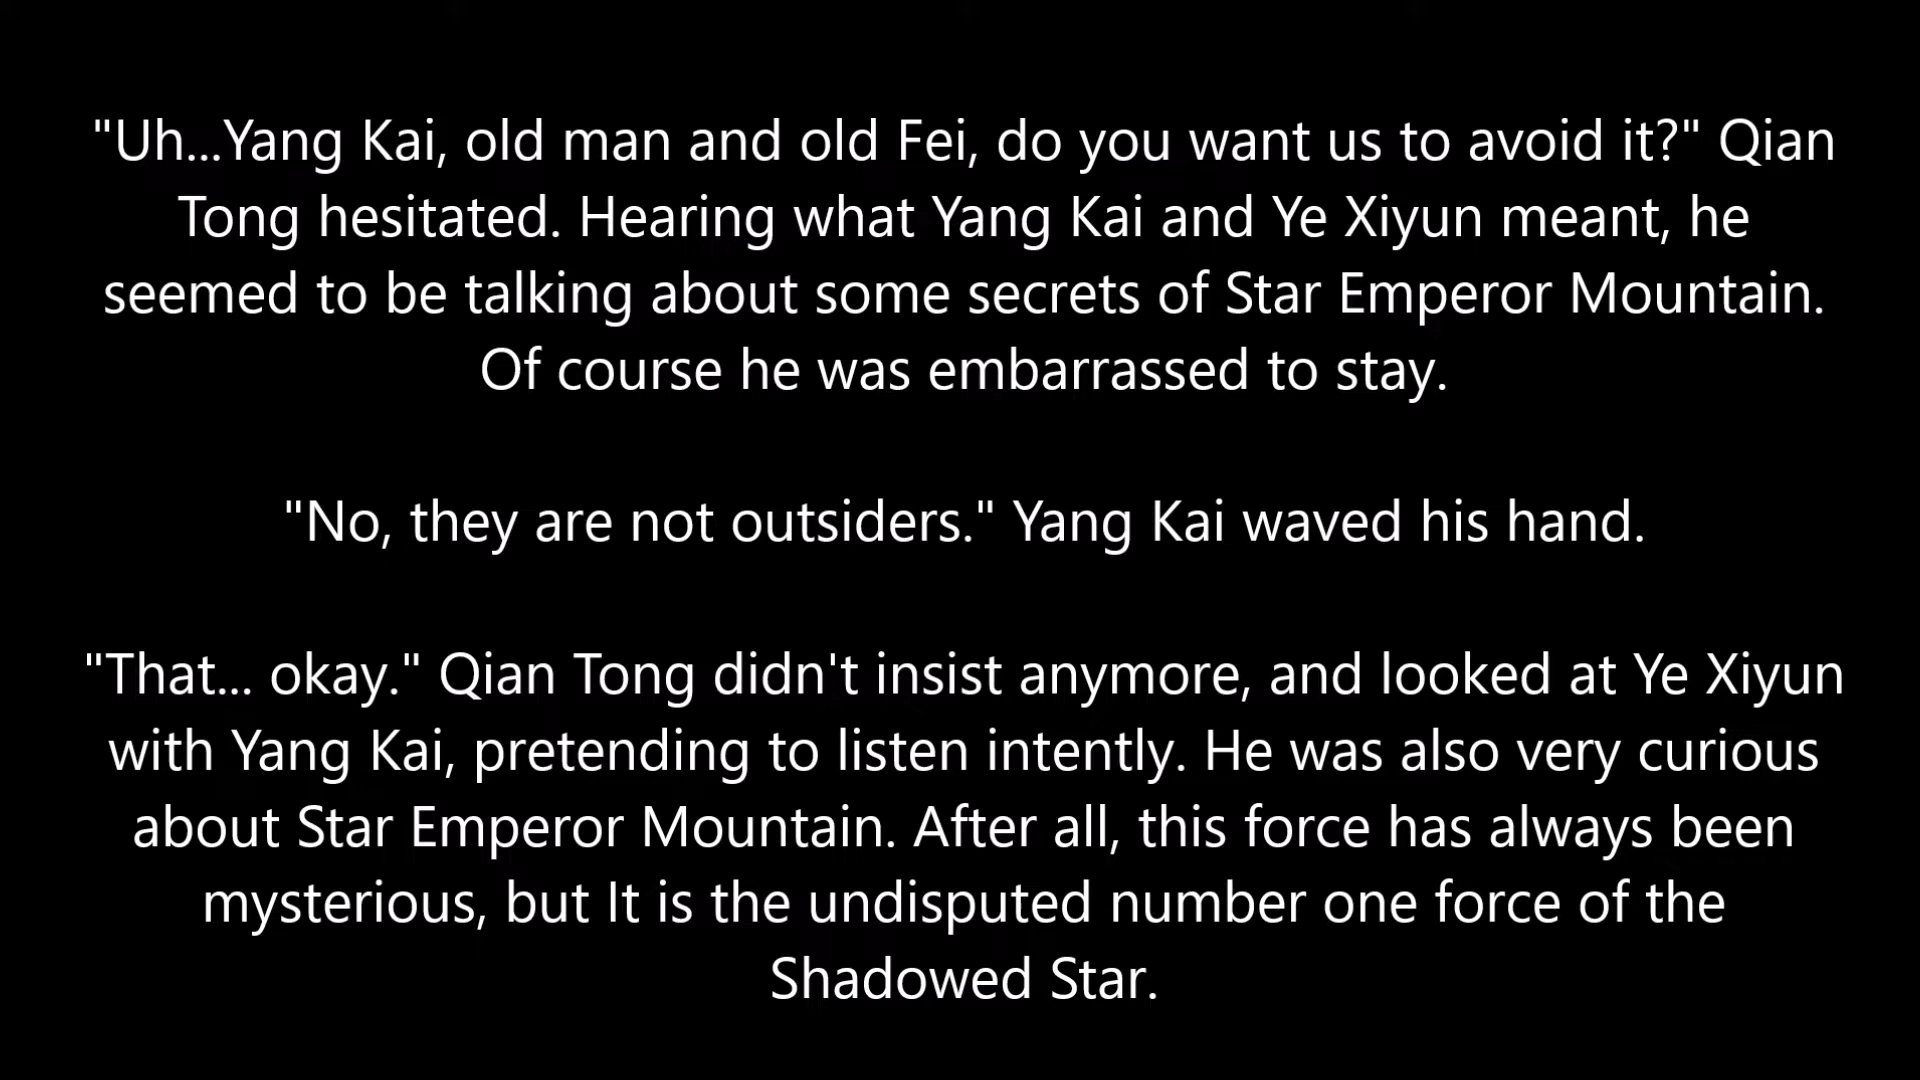 "Uh...Yang Kai, old man and old Fei, do you want us to avoid it?" Qian
Tong hesitated. Hearing what Yang Kai and Ye Xiyun meant, he
seemed to be talking about some secrets of Star Emperor Mountain.
Of course he was embarrassed to stay.
"No, they are not outsiders." Yang Kai waved his hand.
"That... okay." Qian Tong didn't insist anymore, and looked at Ye Xiyun
with Yang Kai, pretending to listen intently. He was also very curious
about Star Emperor Mountain. After all, this force has always been
mysterious, but It is the undisputed number one force of the
Shadowed Star.